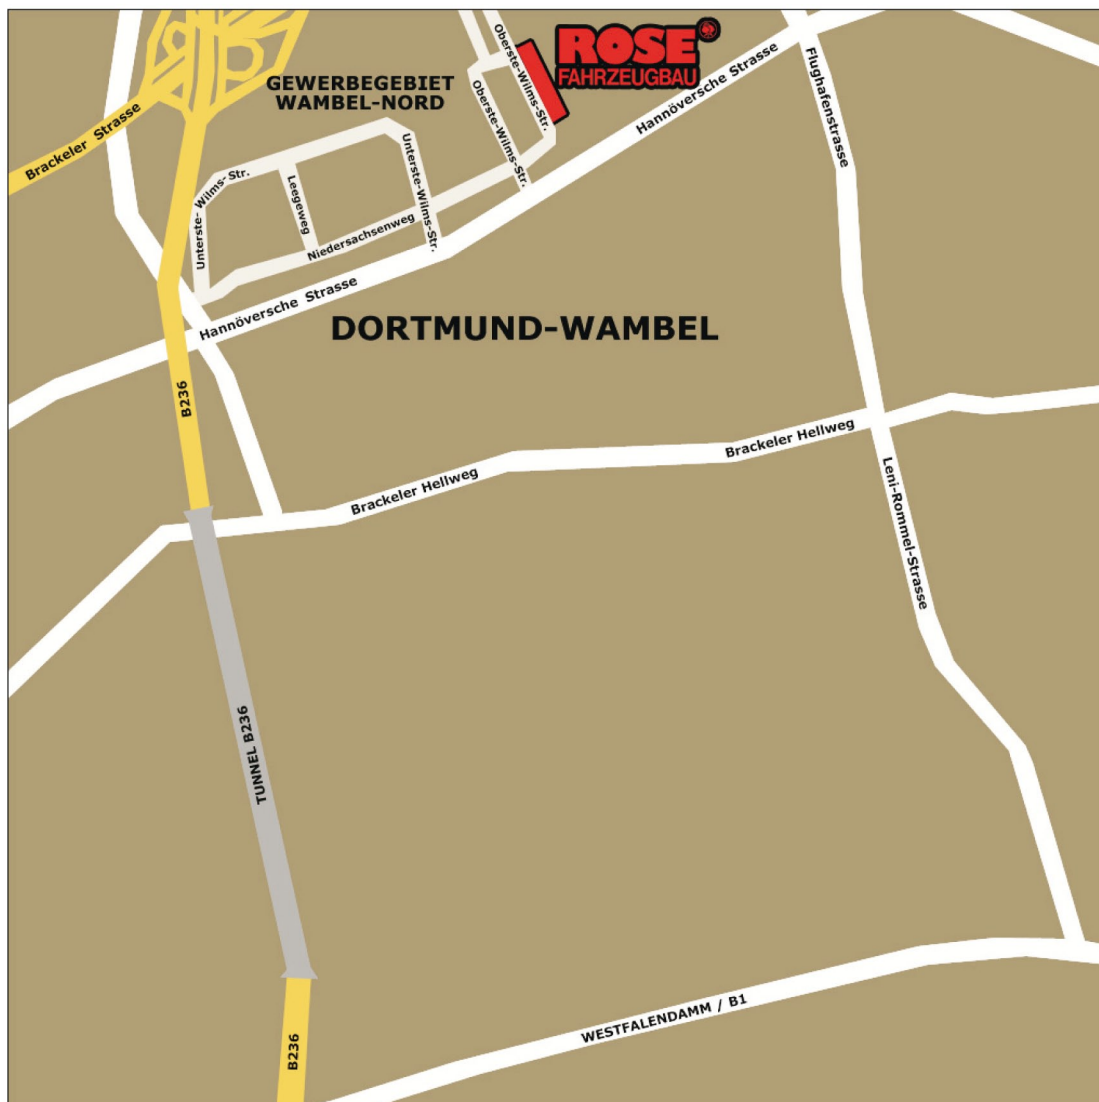 ROSE
FAHRZEUGBAU
Oberste-Wilms-Str.
Oberste-Wilms-Str.
GEWERBEGEBIET
WAMBEL-NORD
Hannöversche Strasse
Flughafenstrasse
Brackeler Strasse
Unterste-Wilms-Str.
Unterste-Wilms-Str.
Leegeweg
Niedersachsenweg
Hannöversche Strasse
DORTMUND-WAMBEL
B236
Brackeler Hellweg
Brackeler Hellweg
Leni-Rommel-Strasse
TUNNEL B236
WESTFALENDAMM / B1
B236